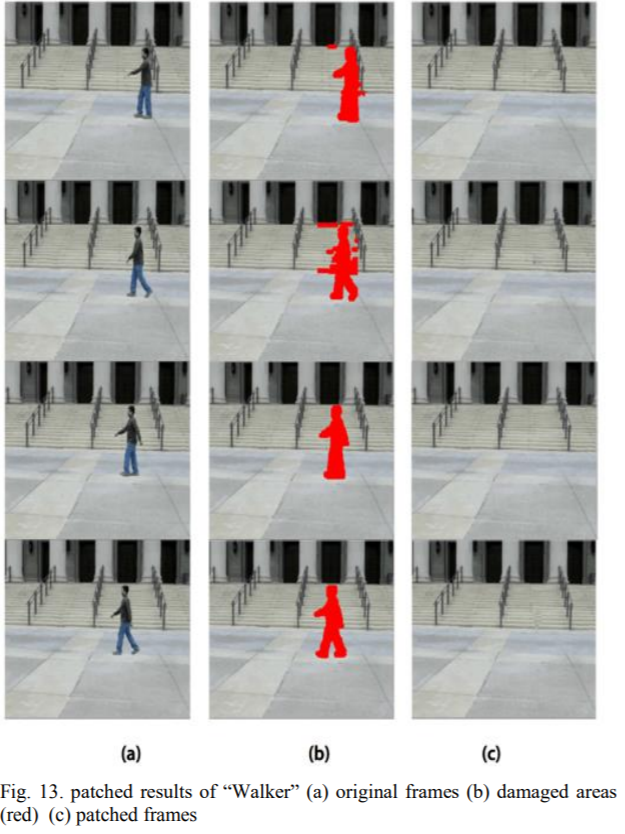 (a) (b) (c)
Fig. 13. patched results of “Walker” (a) original frames (b) damaged areas
(red) (c) patched frames